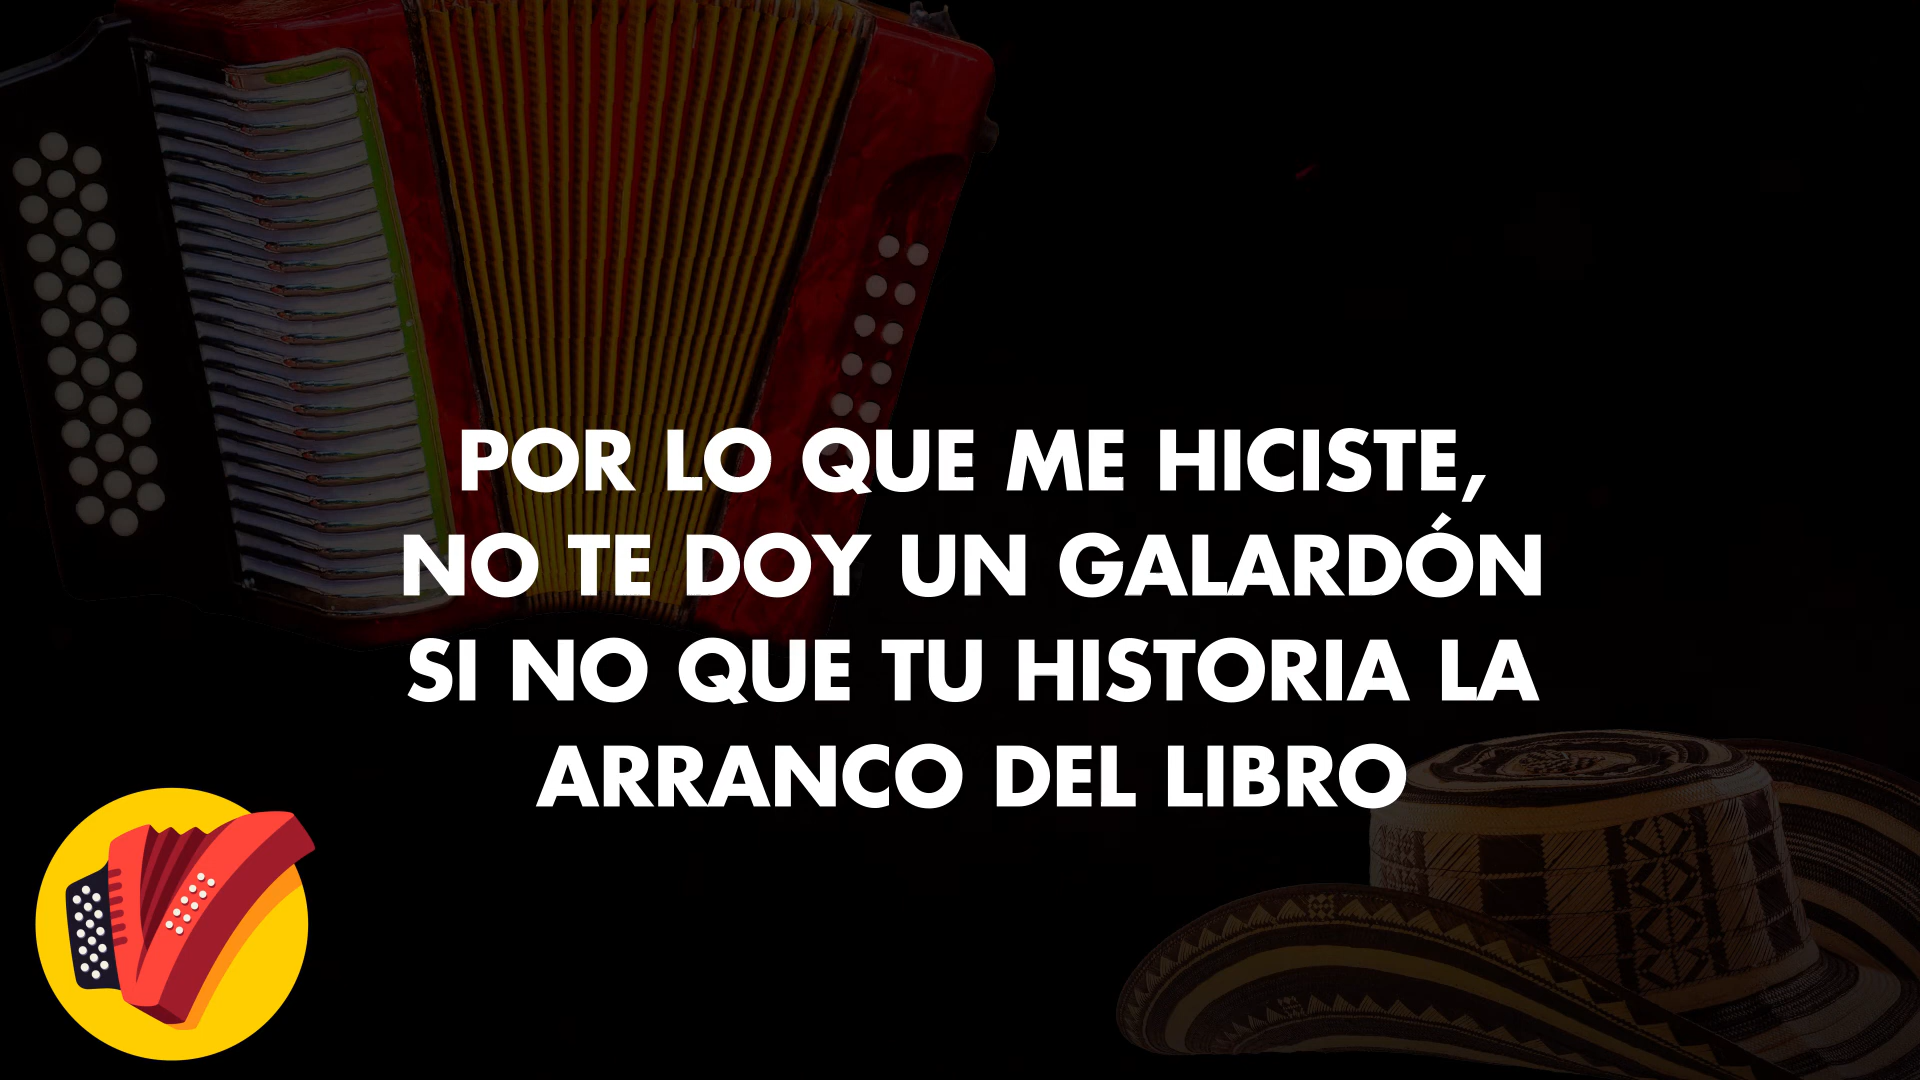 POR LO QUE ME HICISTE,
NO TE DOY UN GALARDÓN
SI NO QUE TU HISTORIA LA
ARRANCO DEL LIBRO